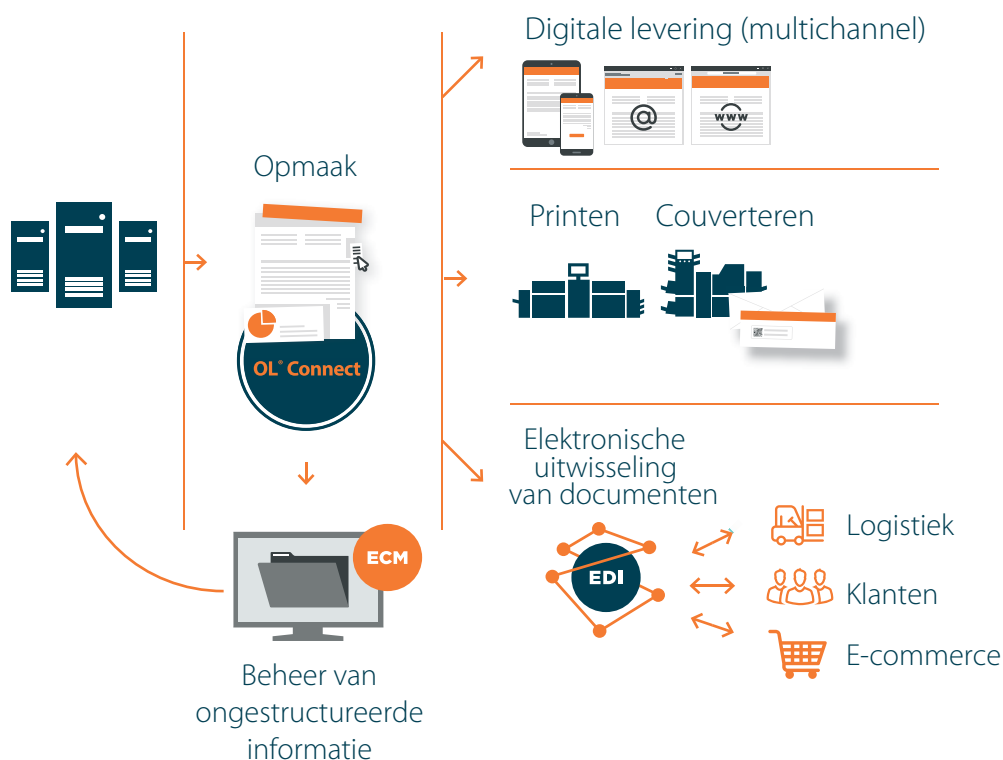 Digitale levering (multichannel)
@
www
Opmaak
Printen
Couverteren
OL® Connect
Elektronische
uitwisseling
van documenten
ECM
EDI
Logistiek
Klanten
E-commerce
Beheer van
ongestructureerde
informatie